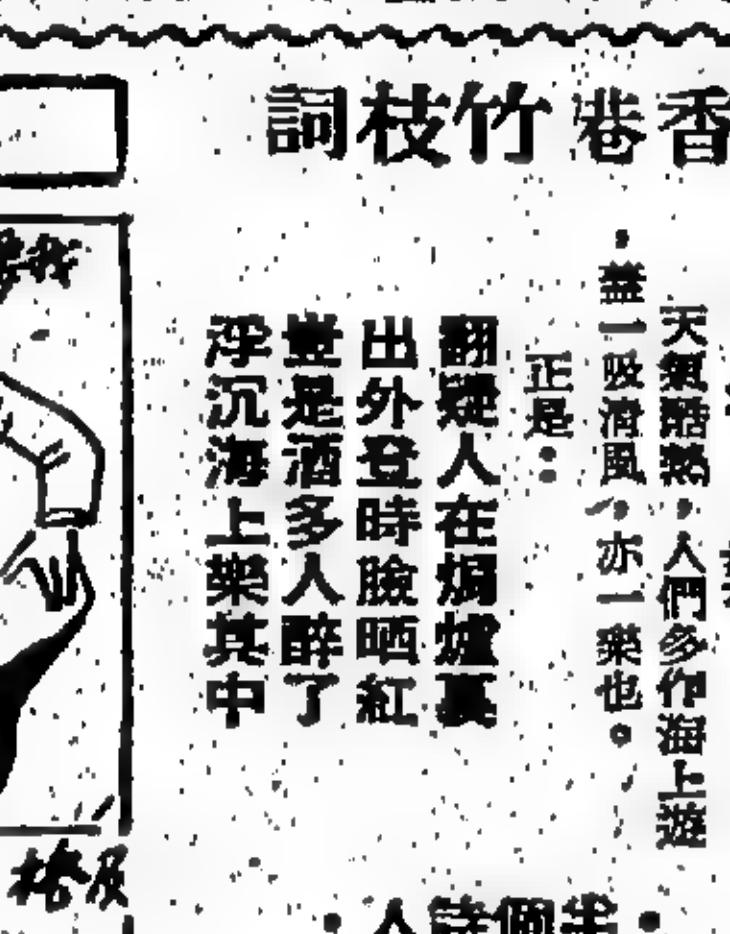 香巷竹枝詞
天氣酷熱，人們多作海上遊
，蓋一吸清風，亦一樂也。
正是：
翻疑人在焗爐裏
出外登時臉晒紅
豈是酒多人醉了
浮沉海上樂其中